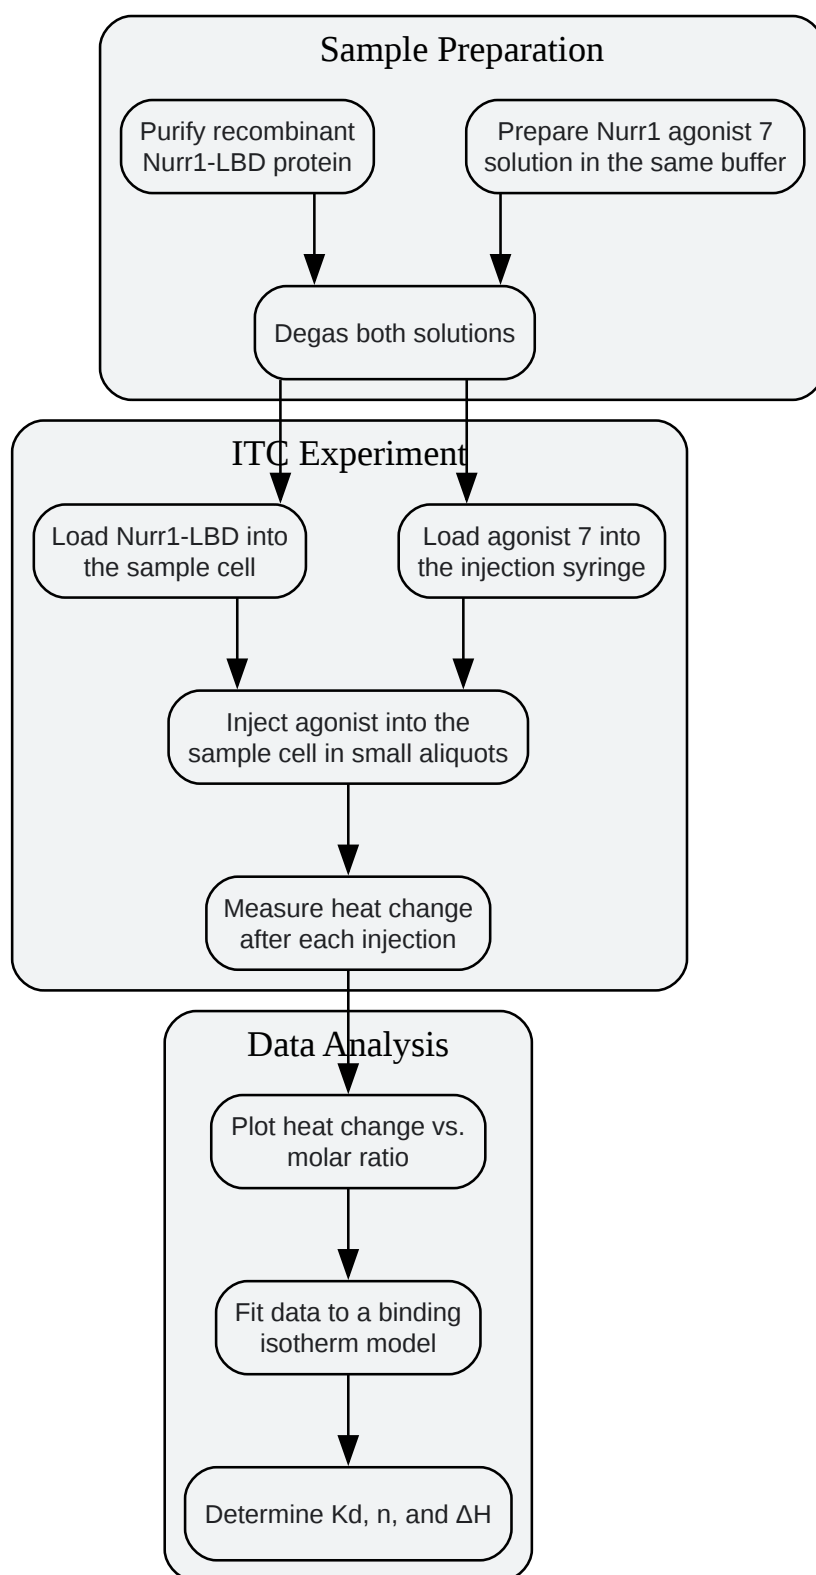 Sample Preparation
Purify recombinant
Nurr1-LBD protein
Prepare Nurr1 agonist 7
solution in the same buffer
Degas both solutions
ITC Experiment
Load Nurr1-LBD into
the sample cell
Load agonist 7 into
the injection syringe
Inject agonist into the
sample cell in small aliquots
Measure heat change
after each injection
Data Analysis
Plot heat change vs.
molar ratio
Fit data to a binding
isotherm model
Determine Kd, n, and ΔH